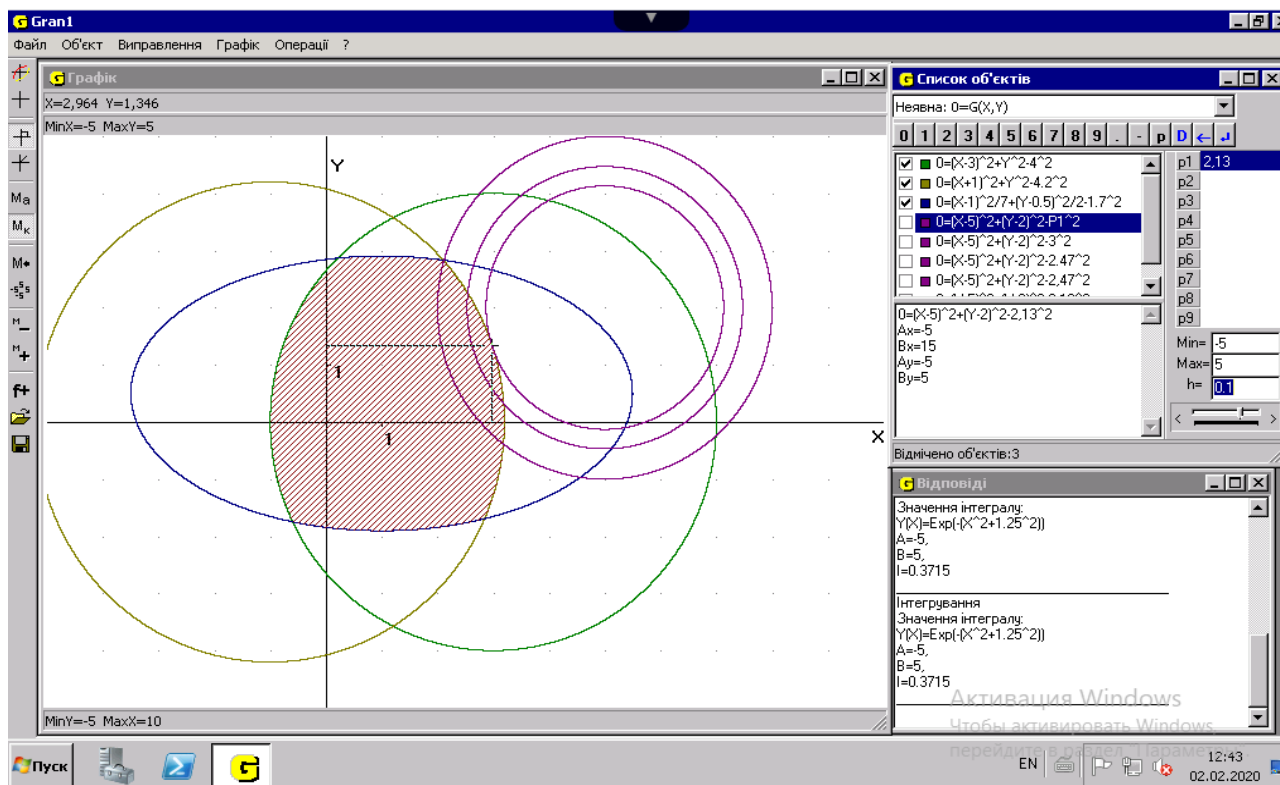 Gran1
Файл Об'єкт Виправлення Графік Операції ?
Графік
X=2,964 Y=1,346
MinX=-5 MaxY=5
Y
1
1
X
MinY=-5 MaxX=10
Ma
Mк
M+
M
M
f+
Список об'єктів
Неявна: 0=G(X,Y)
0 1 2 3 4 5 6 7 8 9 . - p D ← ↲
0=(X-3)^2+Y^2-4^2
0=(X+1)^2+Y^2-4.2^2
0=(X-1)^2/7+(Y-0.5)^2/2-1.7^2
0=(X-5)^2+(Y-2)^2-P1^2
0=(X-5)^2+(Y-2)^2-3^2
0=(X-5)^2+(Y-2)^2-2.47^2
0=(X-5)^2+(Y-2)^2-2,47^2
p1 2,13
p2
p3
p4
p5
p6
p7
p8
p9
0=(X-5)^2+(Y-2)^2-2,13^2
Ax=-5
Bx=15
Ay=-5
By=5
Min= -5
Max= 5
h= 0.1
< >
Відмічено об'єктів:3
Відповіді
Значення інтегралу:
Y(X)=Exp(-(X^2+1.25^2))
A=-5,
B=5,
I=0.3715
Інтегрування
Значення інтегралу:
Y(X)=Exp(-(X^2+1.25^2))
A=-5,
B=5,
I=0.3715
Активация Windows
Чтобы активировать Windows,
перейдите в раздел "Параметры".
Пуск
EN
12:43
02.02.2020